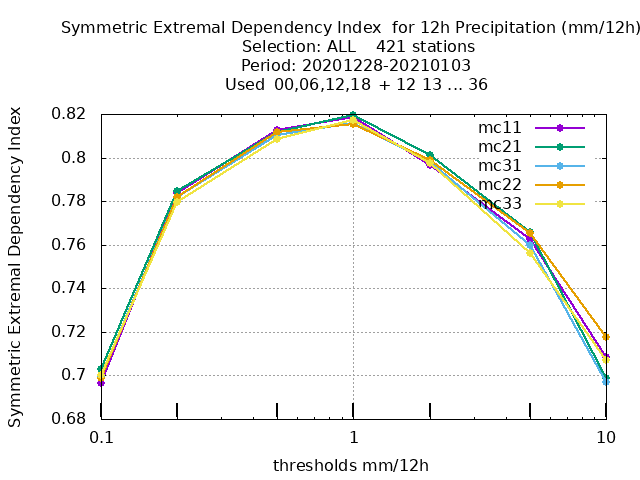 Symmetric Extremal Dependency Index  for 12h Precipitation (mm/12h)
Selection: ALL    421 stations
Period: 20201228-20210103
Used  00,06,12,18  + 12 13 ... 36
Symmetric Extremal Dependency Index
0.82
0.8
0.78
0.76
0.74
0.72
0.7
0.68
mc11
mc21
mc31
mc22
mc33
0.1
1
10
thresholds mm/12h